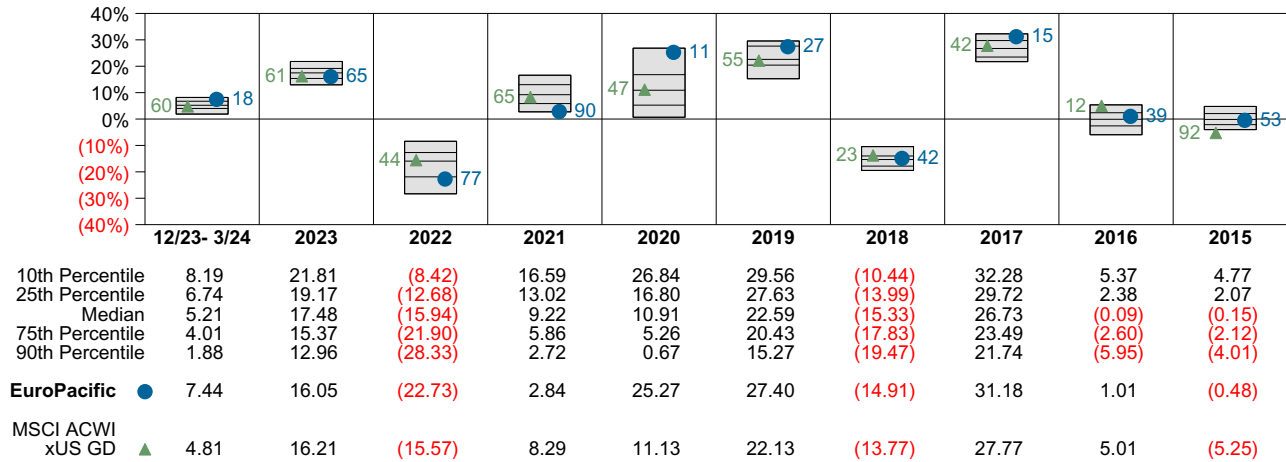 40%
30%
20%
10%
0%
(10%)
(20%)
(30%)
(40%)
60 18
61 65
44 77
65 90
47 11
55 27
23 42
42 15
12 39
92 53
12/23- 3/24 2023 2022 2021 2020 2019 2018 2017 2016 2015
10th Percentile 8.19 21.81 (8.42) 16.59 26.84 29.56 (10.44) 32.28 5.37 4.77
25th Percentile 6.74 19.17 (12.68) 13.02 16.80 27.63 (13.99) 29.72 2.38 2.07
Median 5.21 17.48 (15.94) 9.22 10.91 22.59 (15.33) 26.73 (0.09) (0.15)
75th Percentile 4.01 15.37 (21.90) 5.86 5.26 20.43 (17.83) 23.49 (2.60) (2.12)
90th Percentile 1.88 12.96 (28.33) 2.72 0.67 15.27 (19.47) 21.74 (5.95) (4.01)
EuroPacific 7.44 16.05 (22.73) 2.84 25.27 27.40 (14.91) 31.18 1.01 (0.48)
MSCI ACWI
xUS GD 4.81 16.21 (15.57) 8.29 11.13 22.13 (13.77) 27.77 5.01 (5.25)